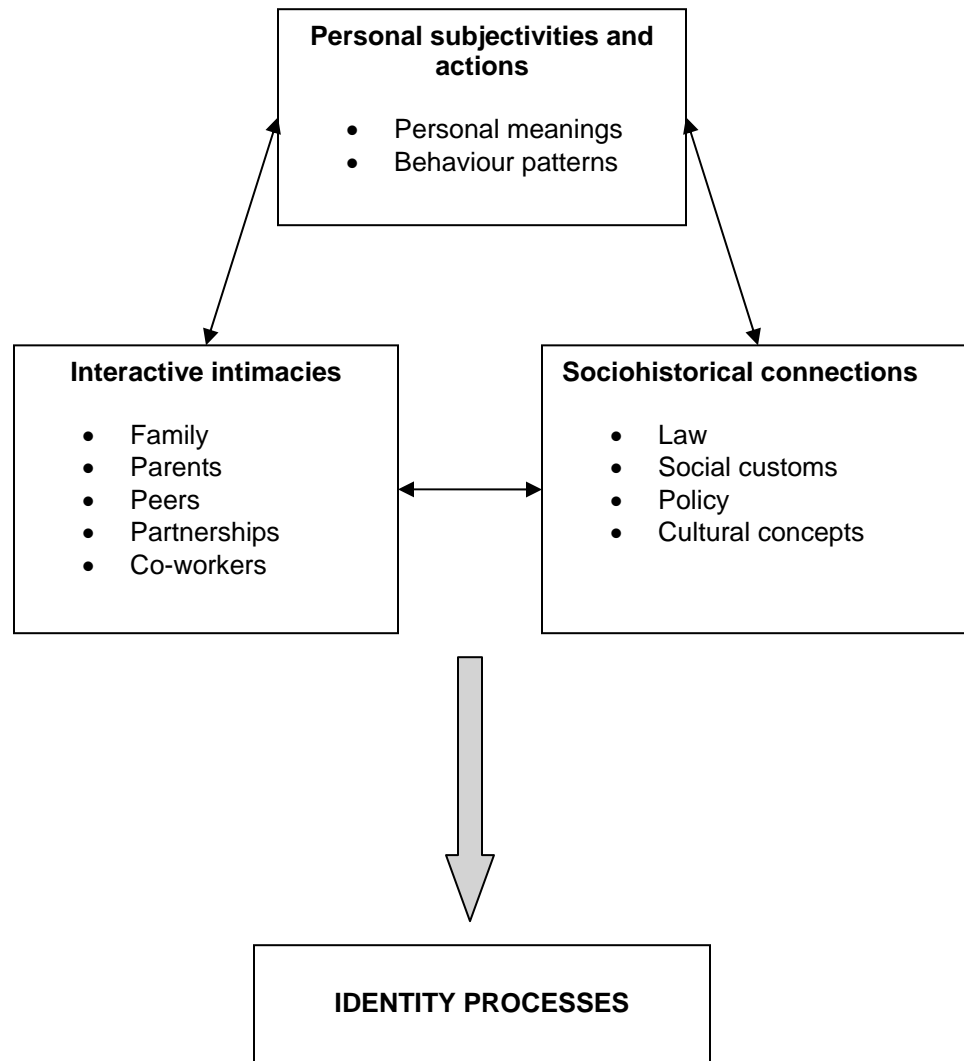 Personal subjectivities and
actions
• Personal meanings
• Behaviour patterns
Interactive intimacies
• Family
• Parents
• Peers
• Partnerships
• Co-workers
Sociohistorical connections
• Law
• Social customs
• Policy
• Cultural concepts
IDENTITY PROCESSES